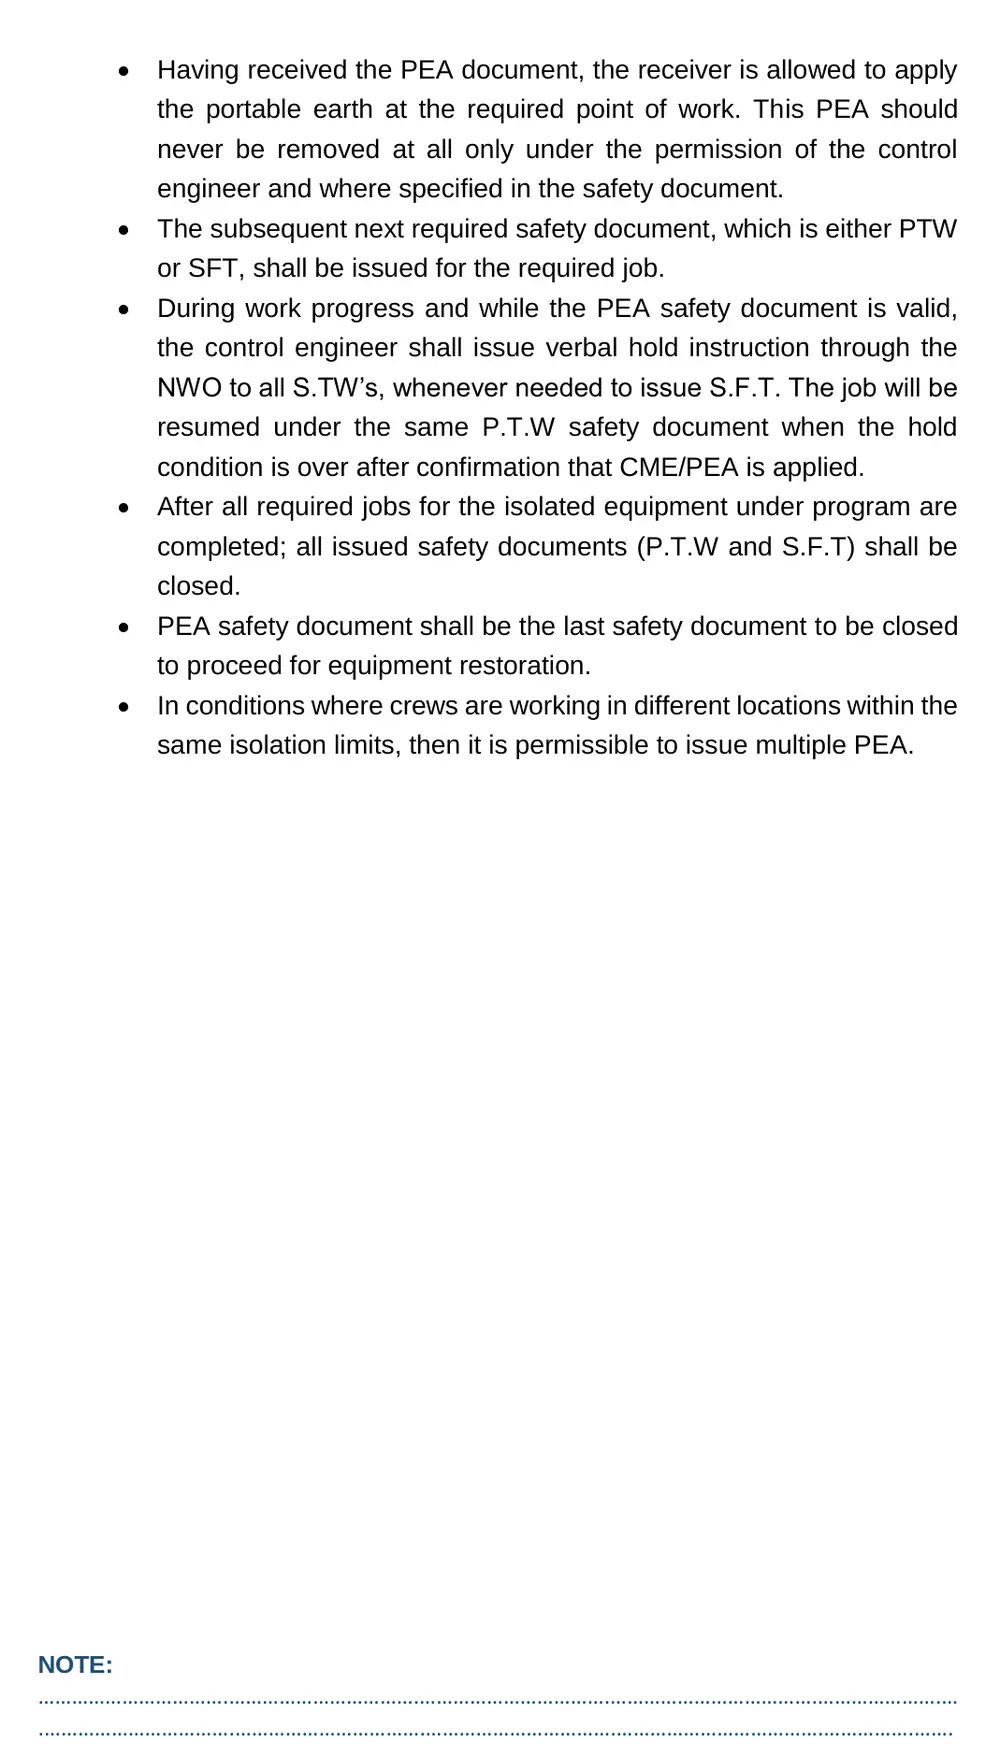 • Having received the PEA document, the receiver is allowed to apply
the portable earth at the required point of work. This PEA should
never be removed at all only under the permission of the control
engineer and where specified in the safety document.
• The subsequent next required safety document, which is either PTW
or SFT, shall be issued for the required job.
• During work progress and while the PEA safety document is valid,
the control engineer shall issue verbal hold instruction through the
NWO to all S.TW’s, whenever needed to issue S.F.T. The job will be
resumed under the same P.T.W safety document when the hold
condition is over after confirmation that CME/PEA is applied.
• After all required jobs for the isolated equipment under program are
completed; all issued safety documents (P.T.W and S.F.T) shall be
closed.
• PEA safety document shall be the last safety document to be closed
to proceed for equipment restoration.
• In conditions where crews are working in different locations within the
same isolation limits, then it is permissible to issue multiple PEA.
NOTE: